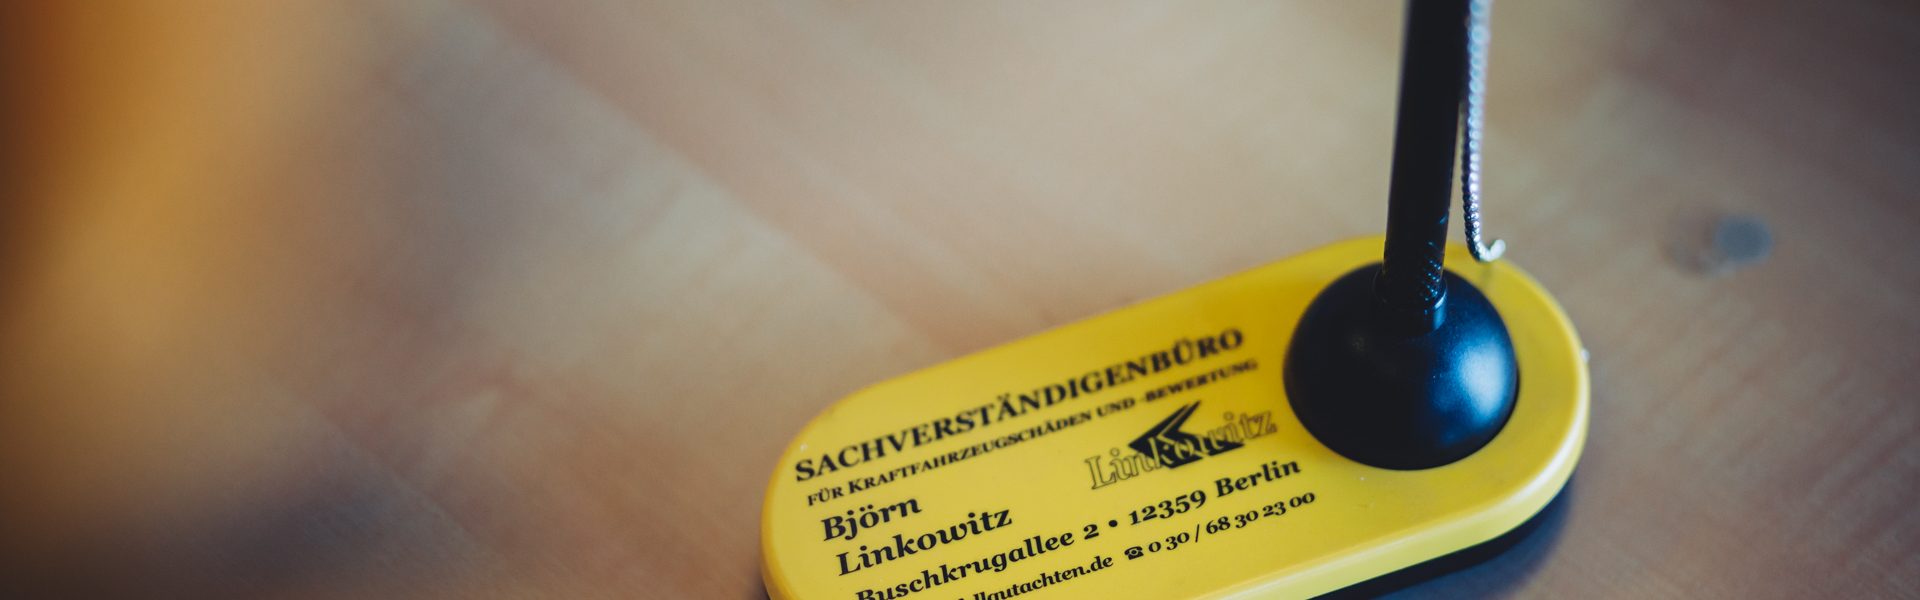 SACHVERSTÄNDIGENBÜRO
FÜR KRAFTFAHRZEUGSCHÄDEN UND -BEWERTUNG
Linkowitz
Björn
Linkowitz
Buschkrugallee 2 • 12359 Berlin
☎ 0 30 / 68 30 23 00